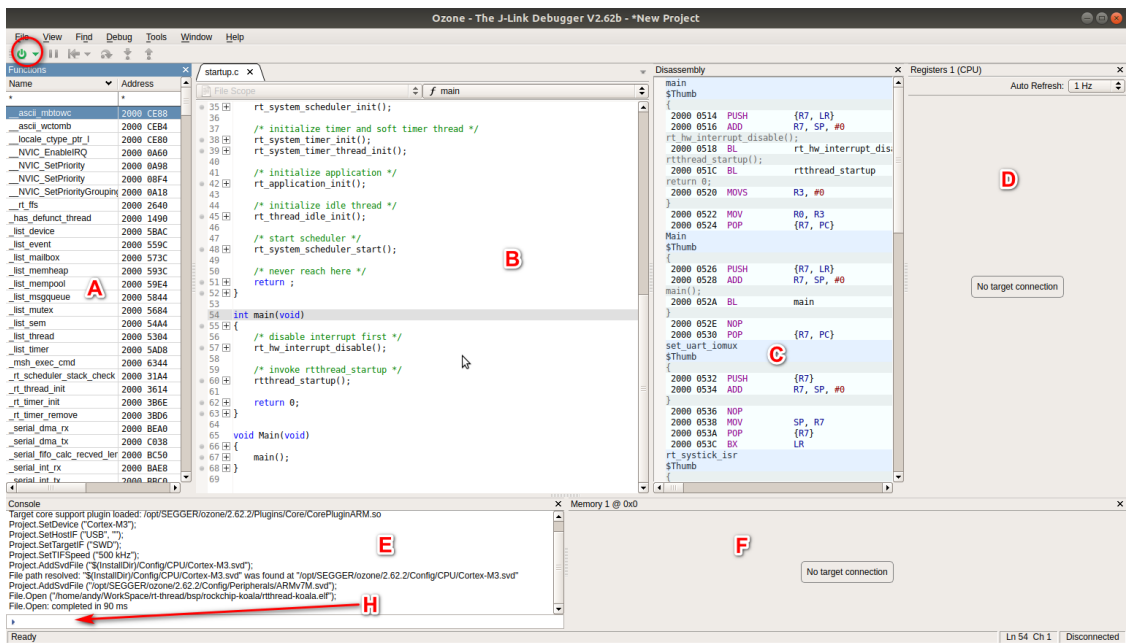 Ozone - The J-Link Debugger V2.62b - *New Project
File View Find Debug Tools Window Help
Functions
Name Address
* *
__ascii_mbtowc 2000 CE88
__ascii_wctomb 2000 CEB4
__locale_ctype_ptr_l 2000 CE80
__NVIC_EnableIRQ 2000 0A60
__NVIC_SetPriority 2000 0A98
__NVIC_SetPriority 2000 08F4
__NVIC_SetPriorityGrouping 2000 0A18
__rt_ffs 2000 2640
_has_defunct_thread 2000 1490
_list_device 2000 5BAC
_list_event 2000 559C
_list_mailbox 2000 573C
_list_memheap 2000 593C
_list_mempool 2000 59E4
_list_msgqueue 2000 5844
_list_mutex 2000 5684
_list_sem 2000 54A4
_list_thread 2000 5304
_list_timer 2000 5AD8
_msh_exec_cmd 2000 6344
_rt_scheduler_stack_check 2000 31A4
_rt_thread_init 2000 3614
_rt_timer_init 2000 3B6E
_rt_timer_remove 2000 3BD6
_serial_dma_rx 2000 BEA0
_serial_dma_tx 2000 C038
_serial_fifo_calc_recved_ler 2000 BC50
_serial_int_rx 2000 BAE8
_serial_int_tx 2000 BBC0
A
startup.c
File Scope f main
35 rt_system_scheduler_init();
36
37 /* initialize timer and soft timer thread */
38 rt_system_timer_init();
39 rt_system_timer_thread_init();
40
41 /* initialize application */
42 rt_application_init();
43
44 /* initialize idle thread */
45 rt_thread_idle_init();
46
47 /* start scheduler */
48 rt_system_scheduler_start();
49
50 /* never reach here */
51 return ;
52 }
53
54 int main(void)
55 {
56 /* disable interrupt first */
57 rt_hw_interrupt_disable();
58
59 /* invoke rtthread_startup */
60 rtthread_startup();
61
62 return 0;
63 }
64
65 void Main(void)
66 {
67 main();
68 }
69
B
Disassembly
main
$Thumb
{
2000 0514 PUSH {R7, LR}
2000 0516 ADD R7, SP, #0
rt_hw_interrupt_disable();
2000 0518 BL rt_hw_interrupt_disa
rtthread_startup();
2000 051C BL rtthread_startup
return 0;
2000 0520 MOVS R3, #0
}
2000 0522 MOV R0, R3
2000 0524 POP {R7, PC}
Main
$Thumb
{
2000 0526 PUSH {R7, LR}
2000 0528 ADD R7, SP, #0
main();
2000 052A BL main
}
2000 052E NOP
2000 0530 POP {R7, PC}
set_uart_iomux
$Thumb
{
2000 0532 PUSH {R7}
2000 0534 ADD R7, SP, #0
}
2000 0536 NOP
2000 0538 MOV SP, R7
2000 053A POP {R7}
2000 053C BX LR
rt_systick_isr
$Thumb
{
C
Registers 1 (CPU)
Auto Refresh: 1 Hz
D
No target connection
Console
Target core support plugin loaded: /opt/SEGGER/ozone/2.62.2/Plugins/Core/CorePluginARM.so
Project.SetDevice ("Cortex-M3");
Project.SetHostIF ("USB", "");
Project.SetTargetIF ("SWD");
Project.SetTIFSpeed ("500 kHz");
Project.AddSvdFile ("$(InstallDir)/Config/CPU/Cortex-M3.svd");
File path resolved: "$(InstallDir)/Config/CPU/Cortex-M3.svd" was found at "/opt/SEGGER/ozone/2.62.2/Config/CPU/Cortex-M3.svd"
Project.AddSvdFile ("/opt/SEGGER/ozone/2.62.2/Config/Peripherals/ARMv7M.svd");
File.Open ("/home/andy/WorkSpace/rt-thread/bsp/rockchip-koala/rtthread-koala.elf");
File.Open: completed in 90 ms
E
H
Memory 1 @ 0x0
F
No target connection
Ready
Ln 54 Ch 1 Disconnected